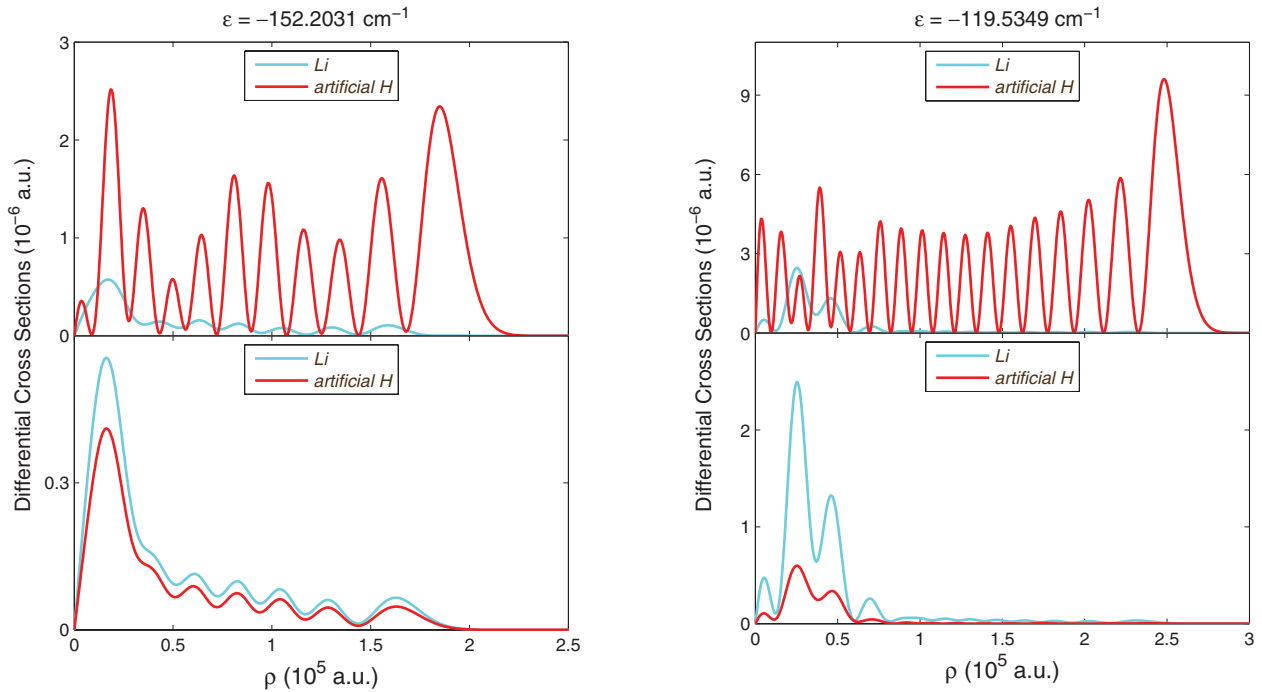 ε = −152.2031 cm⁻¹
3
2
1
0
Li
artificial H
0.3
0
Li
artificial H
0
0.5
1
1.5
2
2.5
ρ (10⁵ a.u.)
Differential Cross Sections (10⁻⁶ a.u.)
ε = −119.5349 cm⁻¹
9
6
3
0
Li
artificial H
2
1
0
Li
artificial H
0
0.5
1
1.5
2
2.5
3
ρ (10⁵ a.u.)
Differential Cross Sections (10⁻⁶ a.u.)